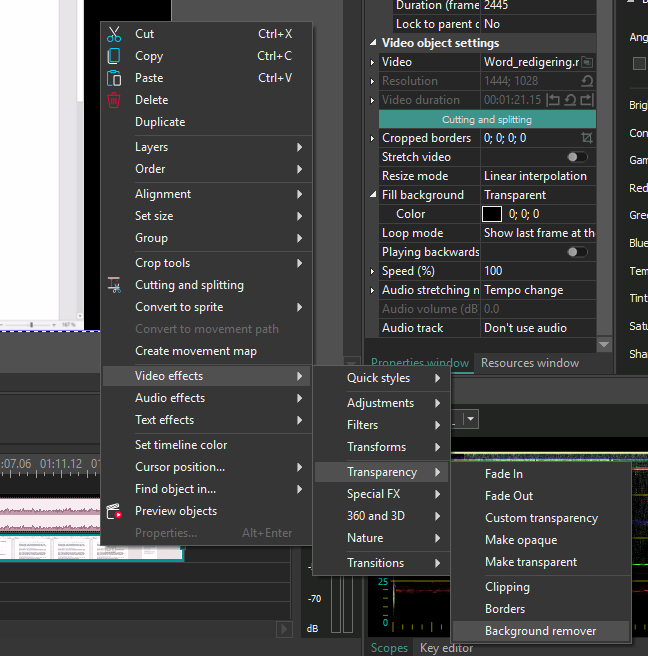 Duration (frame 2445
Lock to parent c No
Video object settings
Video Word_redigering.r
Resolution 1444; 1028
Video duration 00:01:21.15
Cutting and splitting
Cropped borders 0; 0; 0; 0
Stretch video
Resize mode Linear interpolation
Fill background Transparent
Color 0; 0; 0
Loop mode Show last frame at th
Playing backwards
Speed (%) 100
Audio stretching m Tempo change
Audio volume (dB 0.0
Audio track Don't use audio
Properties window Resources window
Ang
Brig
Con
Gam
Red
Gree
Blue
Tem
Tint
Satu
Shar
Cut Ctrl+X
Copy Ctrl+C
Paste Ctrl+V
Delete
Duplicate
Layers
Order
Alignment
Set size
Group
Crop tools
Cutting and splitting
Convert to sprite
Convert to movement path
Create movement map
Video effects
Audio effects
Text effects
Set timeline color
Cursor position...
Find object in...
Preview objects
Properties... Alt+Enter
Quick styles
Adjustments
Filters
Transforms
Transparency
Special FX
360 and 3D
Nature
Transitions
Fade In
Fade Out
Custom transparency
Make opaque
Make transparent
Clipping
Borders
Background remover
:07.06 01:11.12 01
-70
dB
25
0
Scopes Key editor